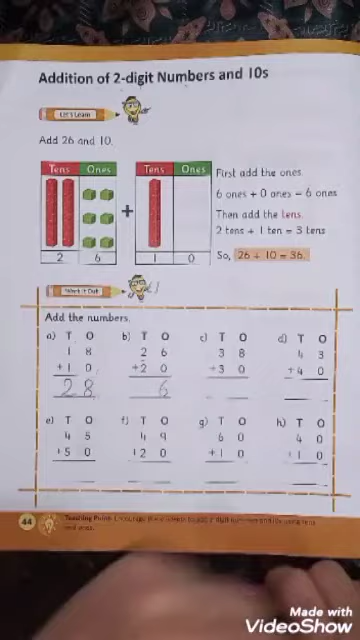 Addition of 2-digit Numbers and 10s
Let's Learn
Add 26 and 10.
Tens Ones Tens Ones
+
2 6 1 0
First add the ones.
6 ones + 0 ones = 6 ones
Then add the tens.
2 tens + 1 ten = 3 tens
So, 26 + 10 = 36.
Work it Out
Add the numbers.
a) T O b) T O c) T O d) T O
1 8 2 6 3 8 4 3
+1 0 +2 0 +3 0 +4 0
28 6
e) T O f) T O g) T O h) T O
4 5 4 9 6 0 4 0
+5 0 +2 0 +1 0 +1 0
44
Teaching Point:
Made with
VideoShow